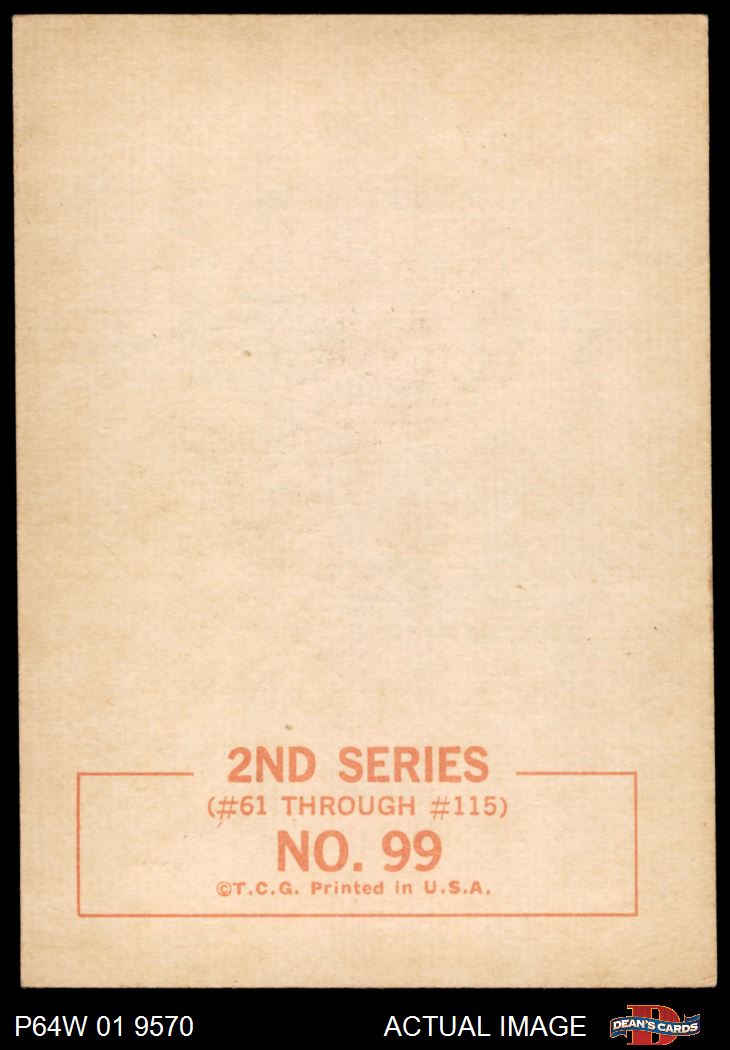 2ND SERIES
(#61 THROUGH #115)
NO. 99
©T.C.G. Printed in U.S.A.
P64W 01 9570
ACTUAL IMAGE
D
DEAN'S CARDS